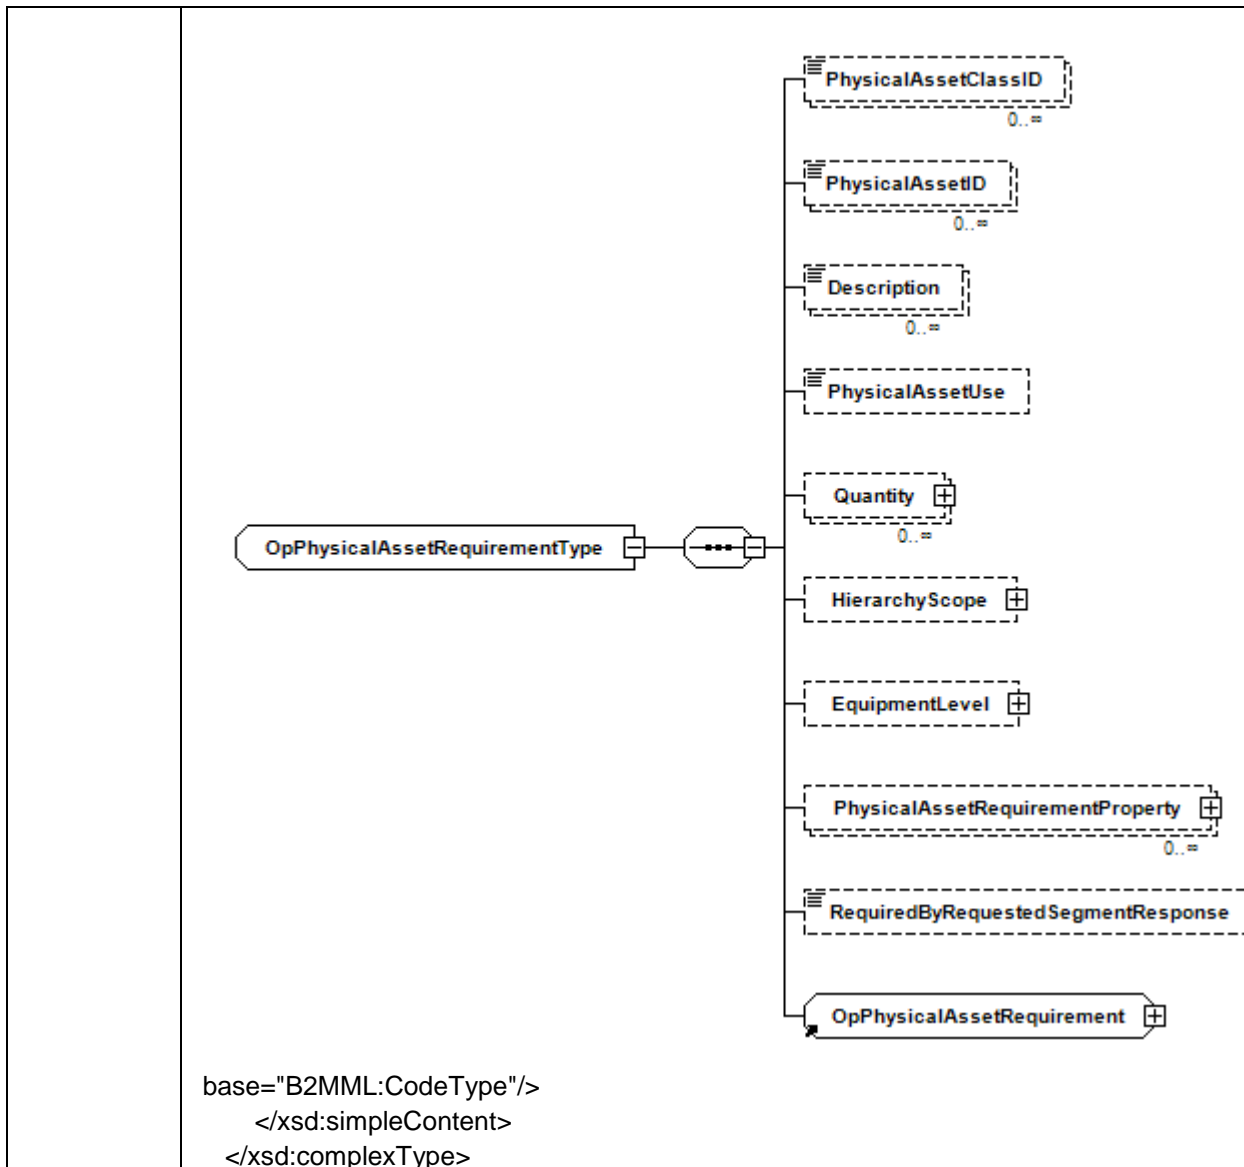 PhysicalAssetClassID
0..∞
PhysicalAssetID
0..∞
Description
0..∞
PhysicalAssetUse
Quantity
0..∞
OpPhysicalAssetRequirementType
HierarchyScope
EquipmentLevel
PhysicalAssetRequirementProperty
0..∞
RequiredByRequestedSegmentResponse
OpPhysicalAssetRequirement
base="B2MML:CodeType"/>
</xsd:simpleContent>
</xsd:complexType>